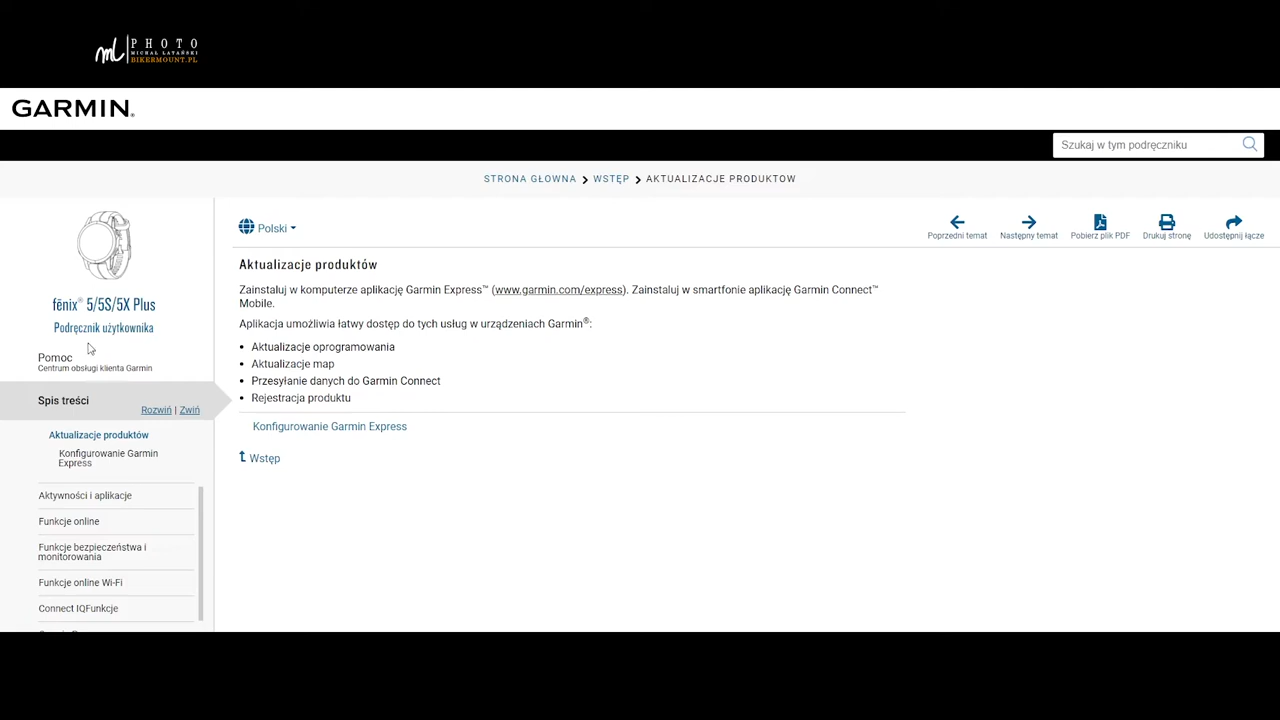 mL PHOTO
MICHAŁ LATAŃSKI
BIKERMOUNT.PL
GARMIN®
Szukaj w tym podręczniku
STRONA GŁOWNA > WSTĘP > AKTUALIZACJE PRODUKTOW
fēnix® 5/5S/5X Plus
Podręcznik użytkownika
Pomoc
Centrum obsługi klienta Garmin
Spis treści
Rozwiń | Zwiń
Aktualizacje produktów
Konfigurowanie Garmin
Express
Aktywności i aplikacje
Funkcje online
Funkcje bezpieczeństwa i
monitorowania
Funkcje online Wi-Fi
Connect IQFunkcje
Polski
Poprzedni temat
Następny temat
Pobierz plik PDF
Drukuj stronę
Udostępnij łącze
Aktualizacje produktów
Zainstaluj w komputerze aplikację Garmin Express™ (www.garmin.com/express). Zainstaluj w smartfonie aplikację Garmin Connect™
Mobile.
Aplikacja umożliwia łatwy dostęp do tych usług w urządzeniach Garmin®:
• Aktualizacje oprogramowania
• Aktualizacje map
• Przesyłanie danych do Garmin Connect
• Rejestracja produktu
Konfigurowanie Garmin Express
Wstęp